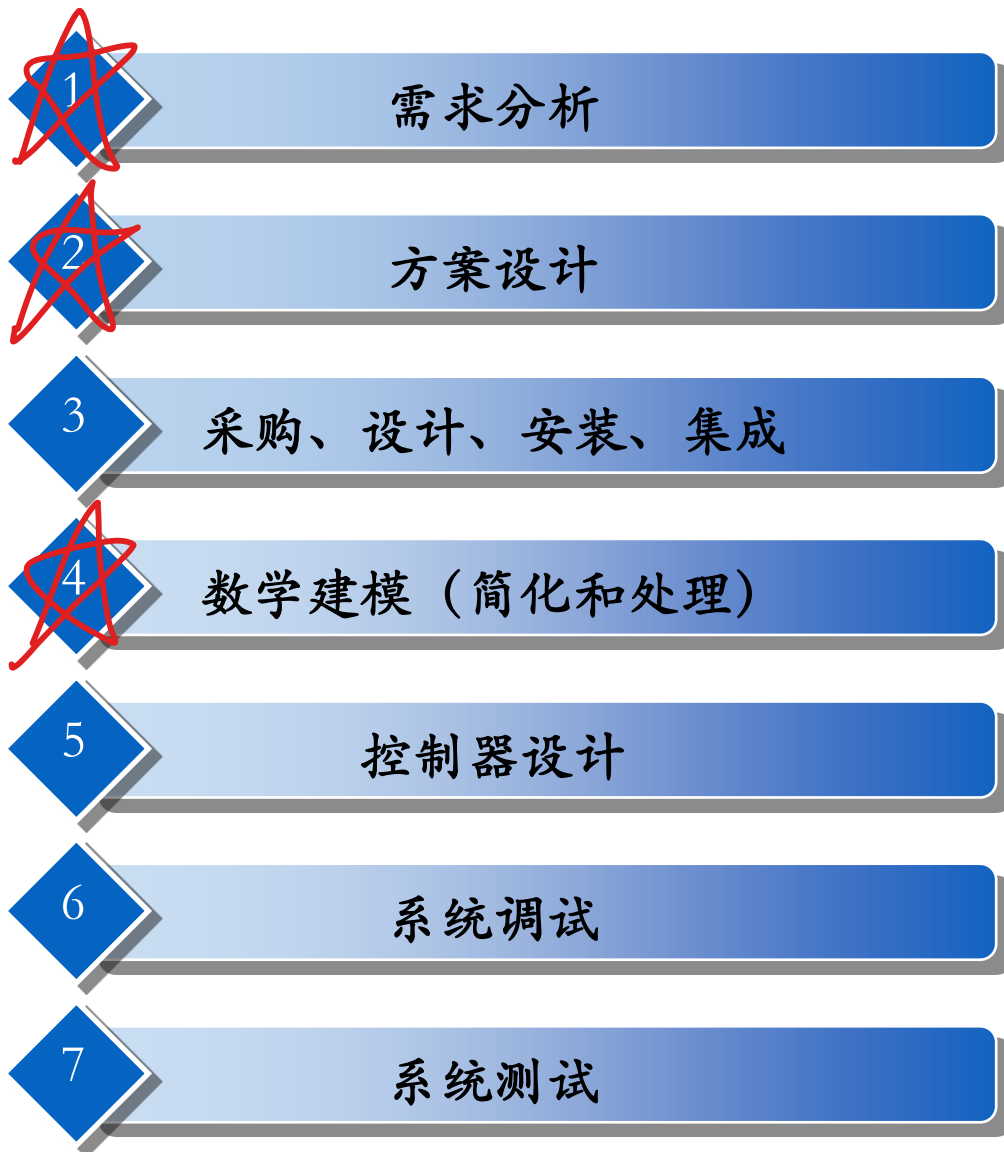 1 需求分析
2 方案设计
3 采购、设计、安装、集成
4 数学建模（简化和处理）
5 控制器设计
6 系统调试
7 系统测试